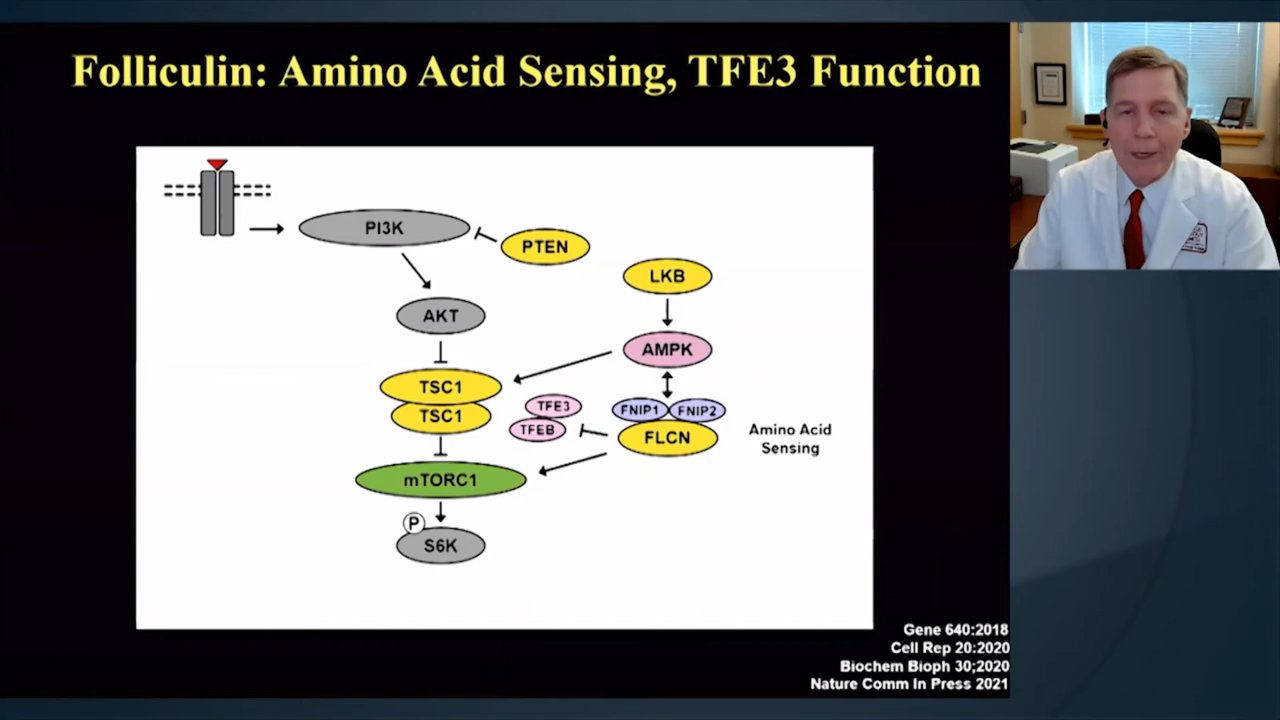 Folliculin: Amino Acid Sensing, TFE3 Function
PI3K
PTEN
LKB
AKT
AMPK
TSC1
TSC1
TFE3
TFEB
FNIP1
FNIP2
FLCN
Amino Acid
Sensing
mTORC1
P
S6K
Gene 640:2018
Cell Rep 20:2020
Biochem Bioph 30;2020
Nature Comm In Press 2021